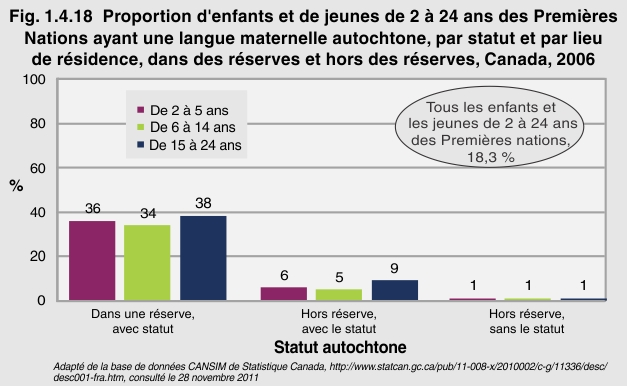 Fig. 1.4.18 Proportion d'enfants et de jeunes de 2 à 24 ans des Premières
Nations ayant une langue maternelle autochtone, par statut et par lieu
de résidence, dans des réserves et hors des réserves, Canada, 2006
100
80
60
40
20
0
%
De 2 à 5 ans
De 6 à 14 ans
De 15 à 24 ans
Tous les enfants et
les jeunes de 2 à 24 ans
des Premières nations,
18,3 %
36
34
38
6
5
9
1
1
1
Dans une réserve,
avec statut
Hors réserve,
avec le statut
Hors réserve,
sans le statut
Statut autochtone
Adapté de la base de données CANSIM de Statistique Canada, http://www.statcan.gc.ca/pub/11-008-x/2010002/c-g/11336/desc/
desc001-fra.htm, consulté le 28 novembre 2011